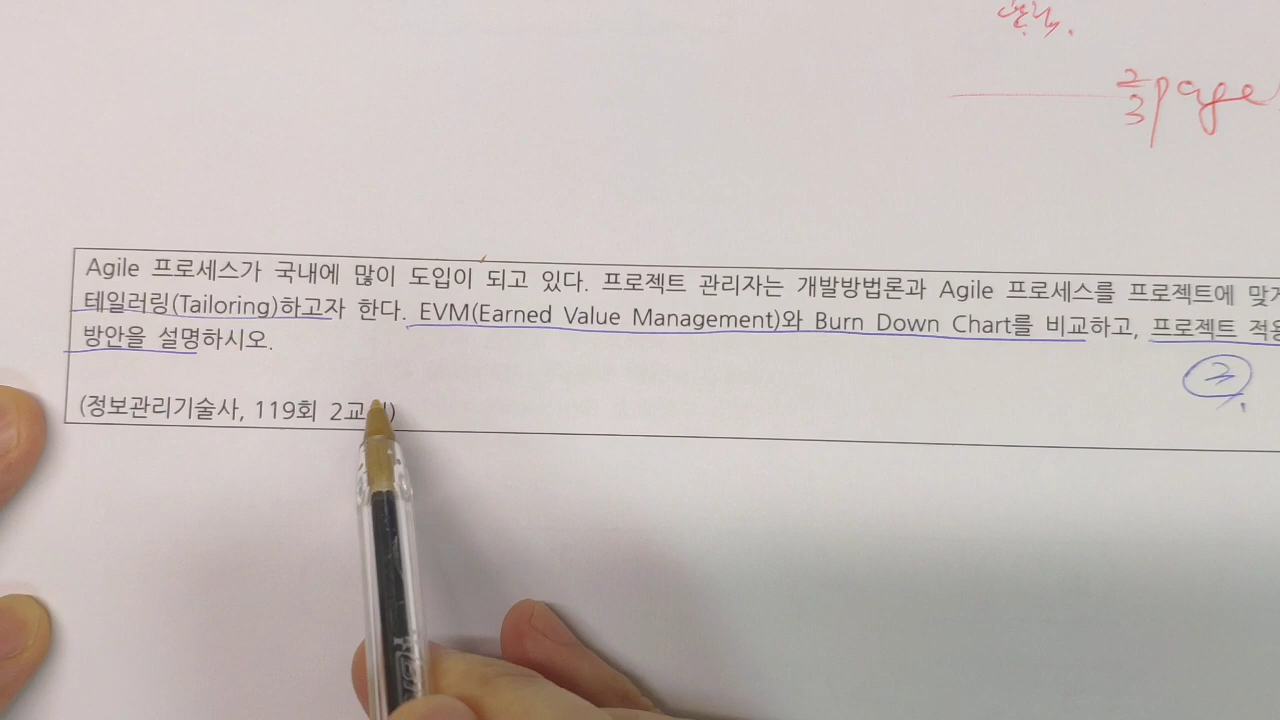 2/3 page
Agile 프로세스가 국내에 많이 도입이 되고 있다. 프로젝트 관리자는 개발방법론과 Agile 프로세스를 프로젝트에 맞게
테일러링(Tailoring)하고자 한다. EVM(Earned Value Management)와 Burn Down Chart를 비교하고, 프로젝트 적용
방안을 설명하시오.
(정보관리기술사, 119회 2교시)